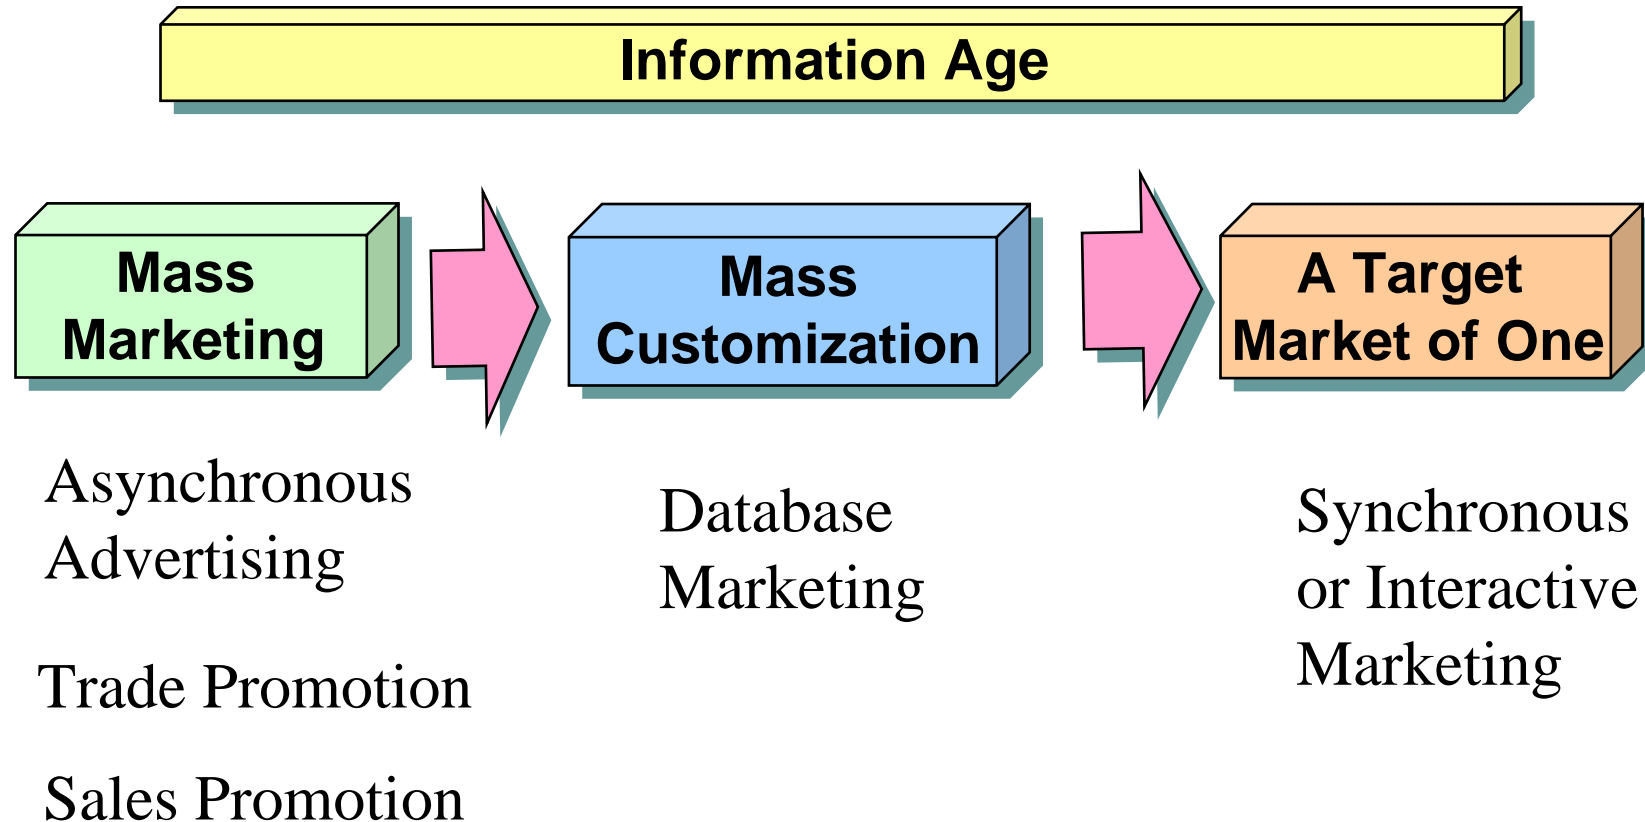 Information Age
Mass
Marketing
Mass
Customization
A Target
Market of One
Asynchronous
Advertising
Trade Promotion
Sales Promotion
Database
Marketing
Synchronous
or Interactive
Marketing